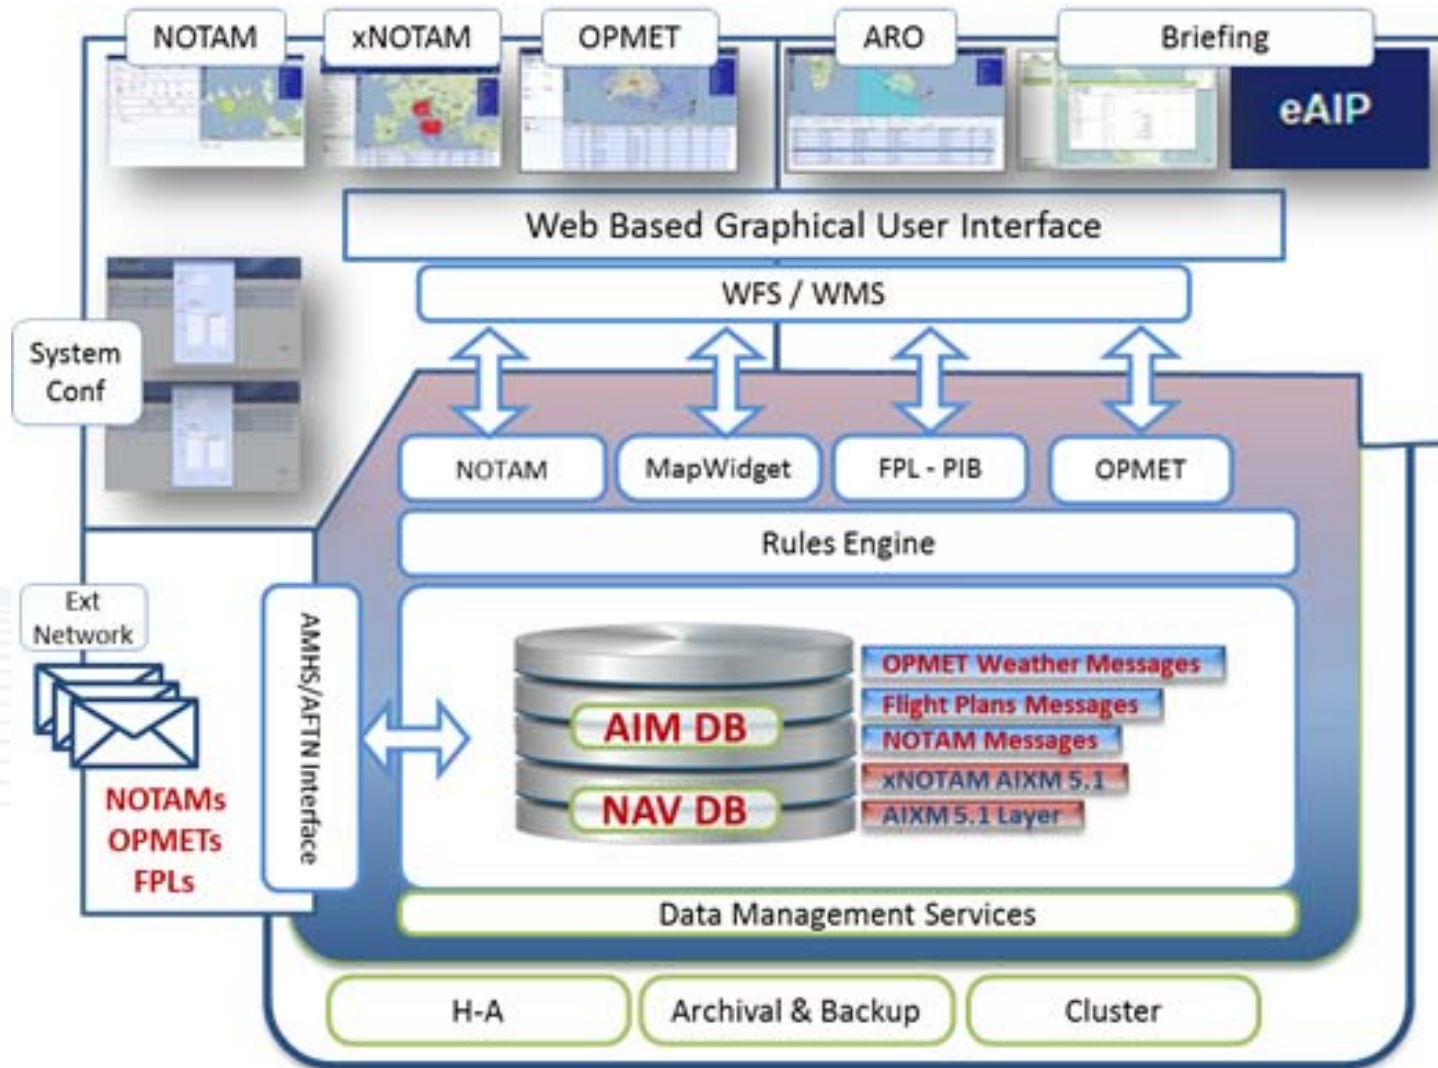 NOTAM
xNOTAM
OPMET
ARO
Briefing
eAIP
Web Based Graphical User Interface
WFS / WMS
System
Conf
NOTAM
MapWidget
FPL - PIB
OPMET
Rules Engine
Ext
Network
AMHS/AFTN Interface
OPMET Weather Messages
Flight Plans Messages
AIM DB
NOTAM Messages
xNOTAM AIXM 5.1
NAV DB
AIXM 5.1 Layer
NOTAMs
OPMETs
FPLs
Data Management Services
H-A
Archival & Backup
Cluster